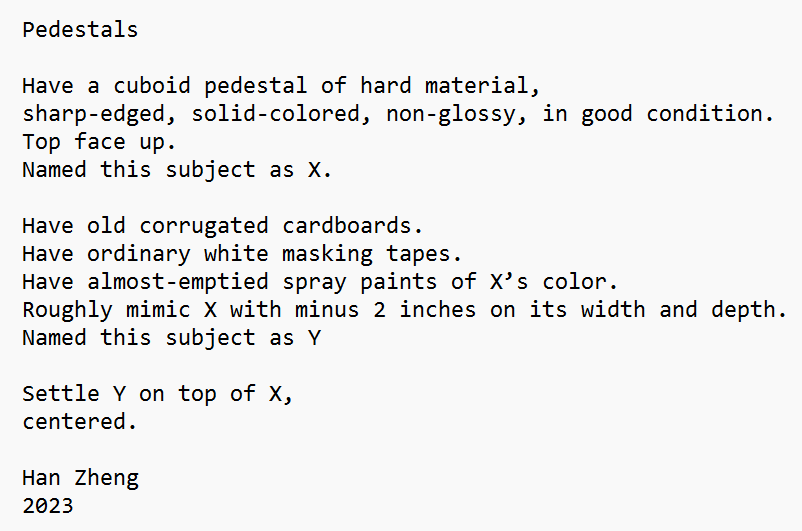 Pedestals
Have a cuboid pedestal of hard material,
sharp-edged, solid-colored, non-glossy, in good condition.
Top face up.
Named this subject as X.
Have old corrugated cardboards.
Have ordinary white masking tapes.
Have almost-emptied spray paints of X’s color.
Roughly mimic X with minus 2 inches on its width and depth.
Named this subject as Y
Settle Y on top of X,
centered.
Han Zheng
2023